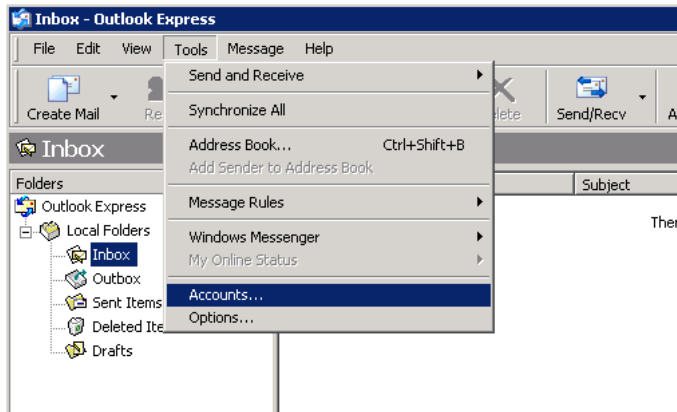 Inbox - Outlook Express
File Edit View Tools Message Help
Create Mail
Send/Recv
Send and Receive
Synchronize All
Address Book... Ctrl+Shift+B
Add Sender to Address Book
Message Rules
Windows Messenger
My Online Status
Accounts...
Options...
Inbox
Folders
Subject
Outlook Express
Local Folders
Inbox
Outbox
Sent Items
Deleted Ite
Drafts